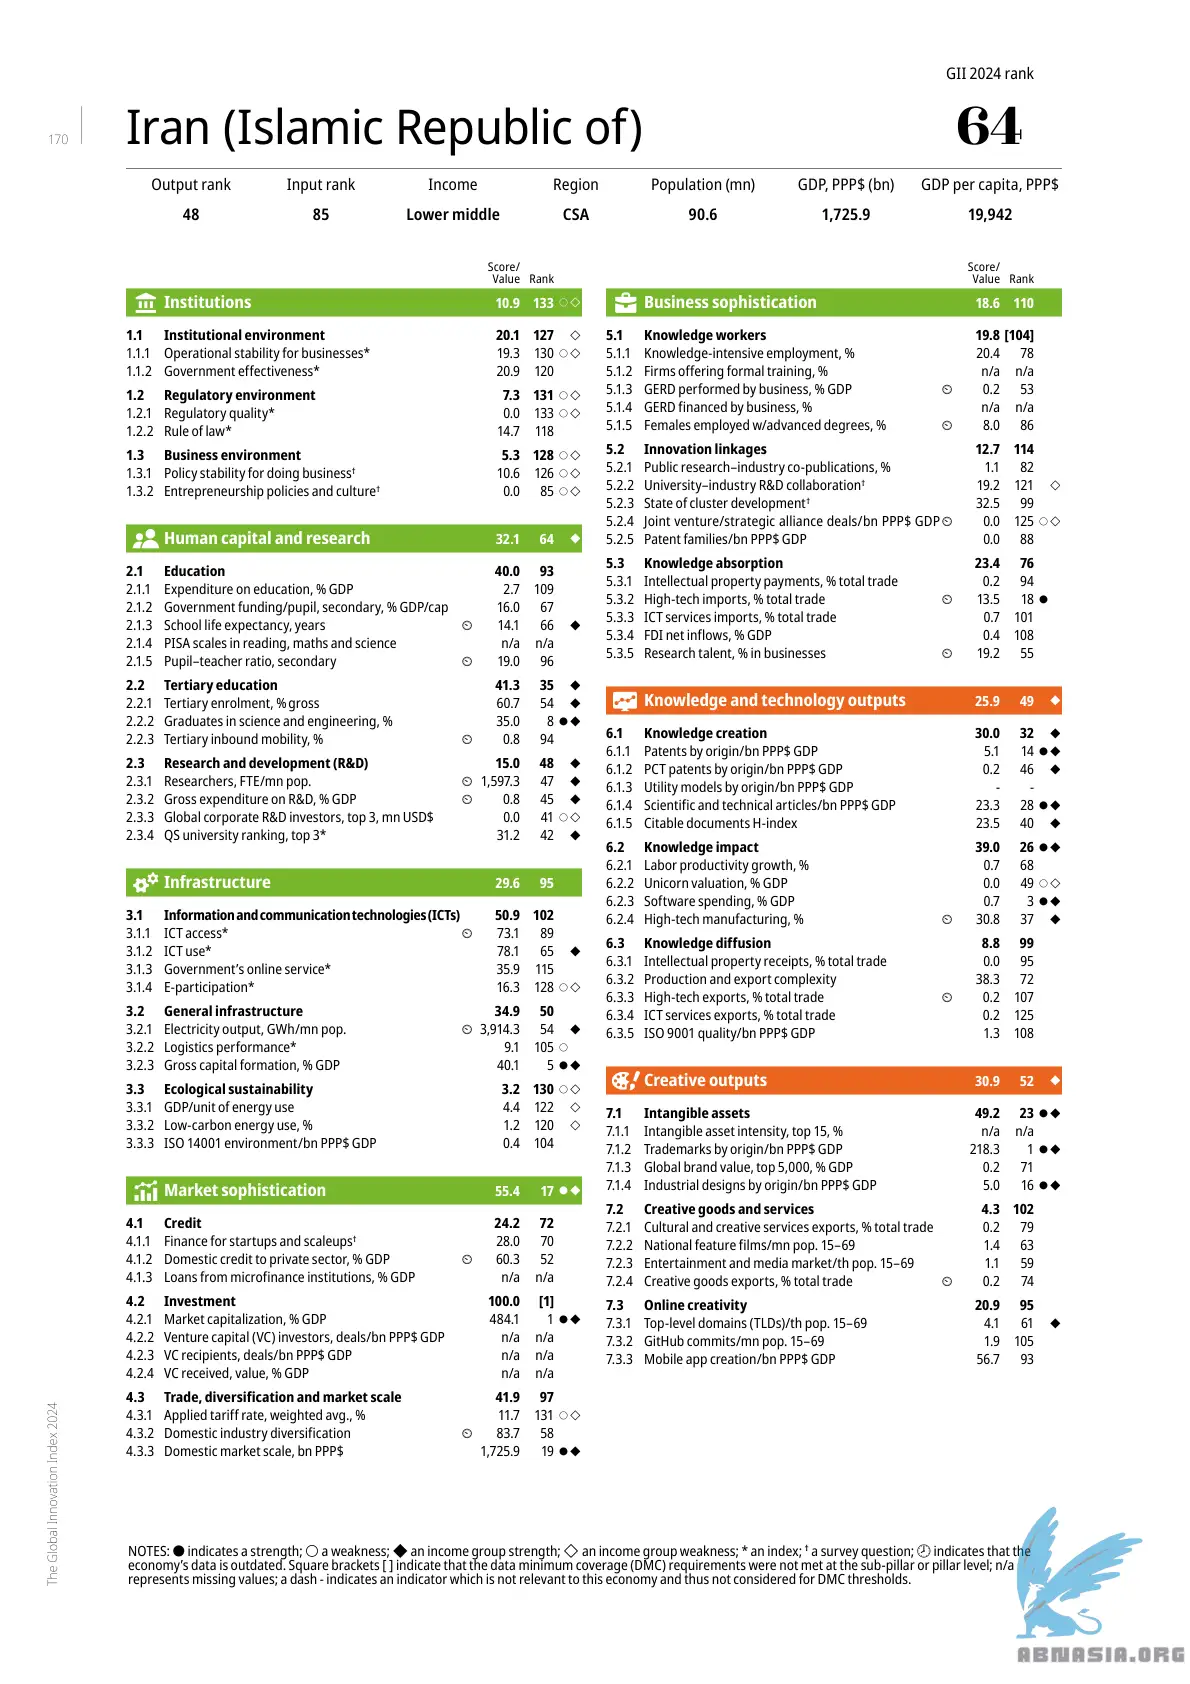 GII 2024 rank
170
Iran (Islamic Republic of)
64
Output rank Input rank Income Region Population (mn) GDP, PPP$ (bn) GDP per capita, PPP$
48 85 Lower middle CSA 90.6 1,725.9 19,942
Score/
Value Rank
Institutions 10.9 133 ○◇
1.1 Institutional environment 20.1 127 ◇
1.1.1 Operational stability for businesses* 19.3 130 ○◇
1.1.2 Government effectiveness* 20.9 120
1.2 Regulatory environment 7.3 131 ○◇
1.2.1 Regulatory quality* 0.0 133 ○◇
1.2.2 Rule of law* 14.7 118
1.3 Business environment 5.3 128 ○◇
1.3.1 Policy stability for doing business† 10.6 126 ○◇
1.3.2 Entrepreneurship policies and culture† 0.0 85 ○◇
Human capital and research 32.1 64 ◆
2.1 Education 40.0 93
2.1.1 Expenditure on education, % GDP 2.7 109
2.1.2 Government funding/pupil, secondary, % GDP/cap 16.0 67
2.1.3 School life expectancy, years 14.1 66 ◆
2.1.4 PISA scales in reading, maths and science n/a n/a
2.1.5 Pupil–teacher ratio, secondary 19.0 96
2.2 Tertiary education 41.3 35 ◆
2.2.1 Tertiary enrolment, % gross 60.7 54 ◆
2.2.2 Graduates in science and engineering, % 35.0 8 ●◆
2.2.3 Tertiary inbound mobility, % 0.8 94
2.3 Research and development (R&D) 15.0 48 ◆
2.3.1 Researchers, FTE/mn pop. 1,597.3 47 ◆
2.3.2 Gross expenditure on R&D, % GDP 0.8 45 ◆
2.3.3 Global corporate R&D investors, top 3, mn USD$ 0.0 41 ○◇
2.3.4 QS university ranking, top 3* 31.2 42 ◆
Infrastructure 29.6 95
3.1 Information and communication technologies (ICTs) 50.9 102
3.1.1 ICT access* 73.1 89
3.1.2 ICT use* 78.1 65 ◆
3.1.3 Government's online service* 35.9 115
3.1.4 E-participation* 16.3 128 ○◇
3.2 General infrastructure 34.9 50
3.2.1 Electricity output, GWh/mn pop. 3,914.3 54 ◆
3.2.2 Logistics performance* 9.1 105 ○
3.2.3 Gross capital formation, % GDP 40.1 5 ●◆
3.3 Ecological sustainability 3.2 130 ○◇
3.3.1 GDP/unit of energy use 4.4 122 ◇
3.3.2 Low-carbon energy use, % 1.2 120 ◇
3.3.3 ISO 14001 environment/bn PPP$ GDP 0.4 104
Market sophistication 55.4 17 ●◆
4.1 Credit 24.2 72
4.1.1 Finance for startups and scaleups† 28.0 70
4.1.2 Domestic credit to private sector, % GDP 60.3 52
4.1.3 Loans from microfinance institutions, % GDP n/a n/a
4.2 Investment 100.0 [1]
4.2.1 Market capitalization, % GDP 484.1 1 ●◆
4.2.2 Venture capital (VC) investors, deals/bn PPP$ GDP n/a n/a
4.2.3 VC recipients, deals/bn PPP$ GDP n/a n/a
4.2.4 VC received, value, % GDP n/a n/a
4.3 Trade, diversification and market scale 41.9 97
4.3.1 Applied tariff rate, weighted avg., % 11.7 131 ○◇
4.3.2 Domestic industry diversification 83.7 58
4.3.3 Domestic market scale, bn PPP$ 1,725.9 19 ●◆
Score/
Value Rank
Business sophistication 18.6 110
5.1 Knowledge workers 19.8 [104]
5.1.1 Knowledge-intensive employment, % 20.4 78
5.1.2 Firms offering formal training, % n/a n/a
5.1.3 GERD performed by business, % GDP 0.2 53
5.1.4 GERD financed by business, % n/a n/a
5.1.5 Females employed w/advanced degrees, % 8.0 86
5.2 Innovation linkages 12.7 114
5.2.1 Public research–industry co-publications, % 1.1 82
5.2.2 University–industry R&D collaboration† 19.2 121 ◇
5.2.3 State of cluster development† 32.5 99
5.2.4 Joint venture/strategic alliance deals/bn PPP$ GDP 0.0 125 ○◇
5.2.5 Patent families/bn PPP$ GDP 0.0 88
5.3 Knowledge absorption 23.4 76
5.3.1 Intellectual property payments, % total trade 0.2 94
5.3.2 High-tech imports, % total trade 13.5 18 ●
5.3.3 ICT services imports, % total trade 0.7 101
5.3.4 FDI net inflows, % GDP 0.4 108
5.3.5 Research talent, % in businesses 19.2 55
Knowledge and technology outputs 25.9 49 ◆
6.1 Knowledge creation 30.0 32 ◆
6.1.1 Patents by origin/bn PPP$ GDP 5.1 14 ●◆
6.1.2 PCT patents by origin/bn PPP$ GDP 0.2 46 ◆
6.1.3 Utility models by origin/bn PPP$ GDP - -
6.1.4 Scientific and technical articles/bn PPP$ GDP 23.3 28 ●◆
6.1.5 Citable documents H-index 23.5 40 ◆
6.2 Knowledge impact 39.0 26 ●◆
6.2.1 Labor productivity growth, % 0.7 68
6.2.2 Unicorn valuation, % GDP 0.0 49 ○◇
6.2.3 Software spending, % GDP 0.7 3 ●◆
6.2.4 High-tech manufacturing, % 30.8 37 ◆
6.3 Knowledge diffusion 8.8 99
6.3.1 Intellectual property receipts, % total trade 0.0 95
6.3.2 Production and export complexity 38.3 72
6.3.3 High-tech exports, % total trade 0.2 107
6.3.4 ICT services exports, % total trade 0.2 125
6.3.5 ISO 9001 quality/bn PPP$ GDP 1.3 108
Creative outputs 30.9 52 ◆
7.1 Intangible assets 49.2 23 ●◆
7.1.1 Intangible asset intensity, top 15, % n/a n/a
7.1.2 Trademarks by origin/bn PPP$ GDP 218.3 1 ●◆
7.1.3 Global brand value, top 5,000, % GDP 0.2 71
7.1.4 Industrial designs by origin/bn PPP$ GDP 5.0 16 ●◆
7.2 Creative goods and services 4.3 102
7.2.1 Cultural and creative services exports, % total trade 0.2 79
7.2.2 National feature films/mn pop. 15–69 1.4 63
7.2.3 Entertainment and media market/th pop. 15–69 1.1 59
7.2.4 Creative goods exports, % total trade 0.2 74
7.3 Online creativity 20.9 95
7.3.1 Top-level domains (TLDs)/th pop. 15–69 4.1 61 ◆
7.3.2 GitHub commits/mn pop. 15–69 1.9 105
7.3.3 Mobile app creation/bn PPP$ GDP 56.7 93
The Global Innovation Index 2024
NOTES: ● indicates a strength; ○ a weakness; ◆ an income group strength; ◇ an income group weakness; * an index; † a survey question; indicates that the
economy's data is outdated. Square brackets [ ] indicate that the data minimum coverage (DMC) requirements were not met at the sub-pillar or pillar level; n/a
represents missing values; a dash - indicates an indicator which is not relevant to this economy and thus not considered for DMC thresholds.
ABNASIA.ORG